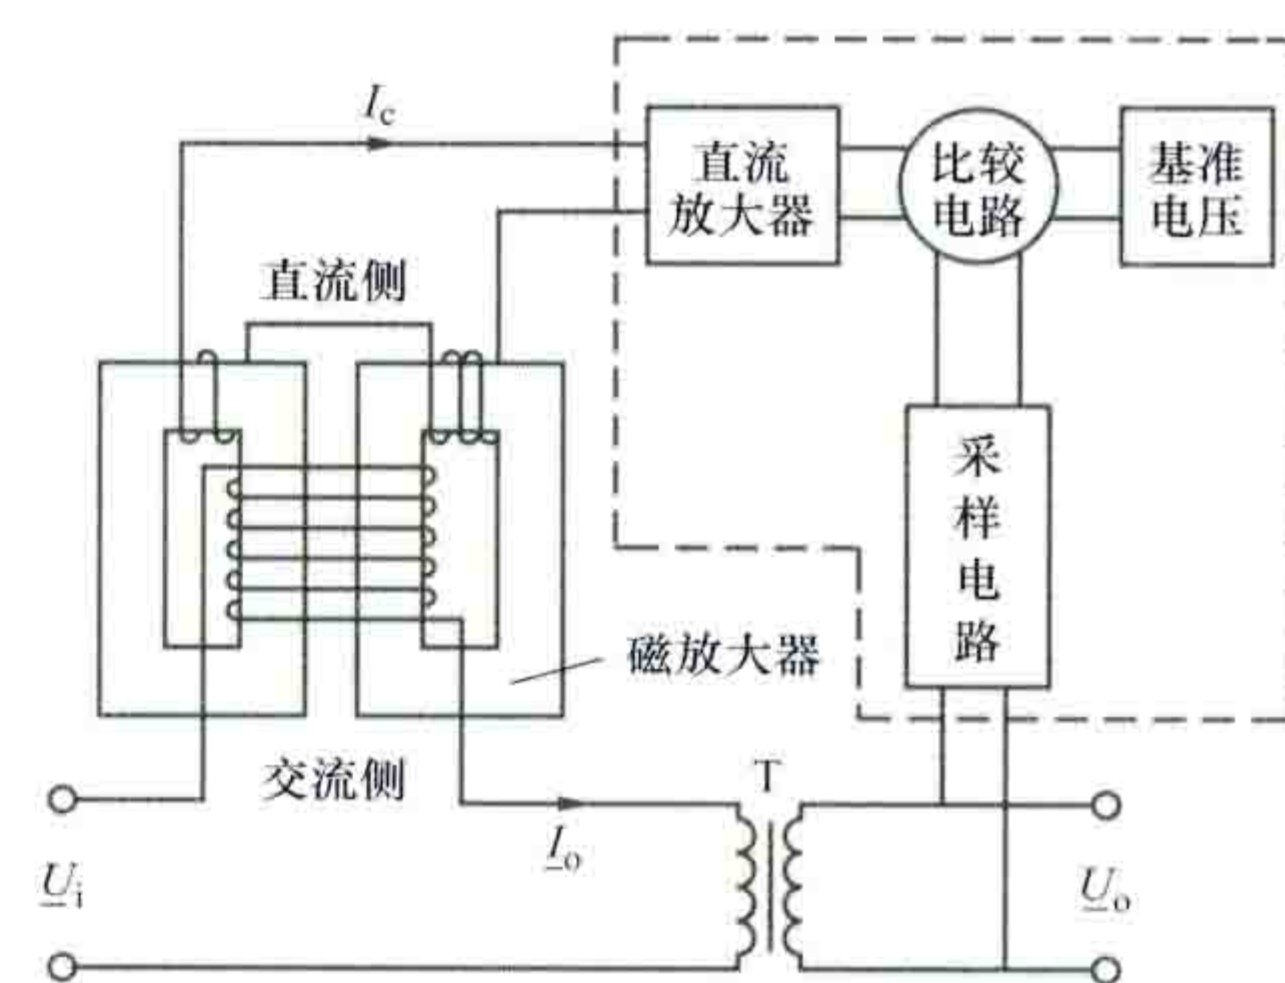 I_c
直流
放大器
比较
电路
基准
电压
直流侧
采
样
电
路
磁放大器
交流侧
T
I_o
U_i
U_o